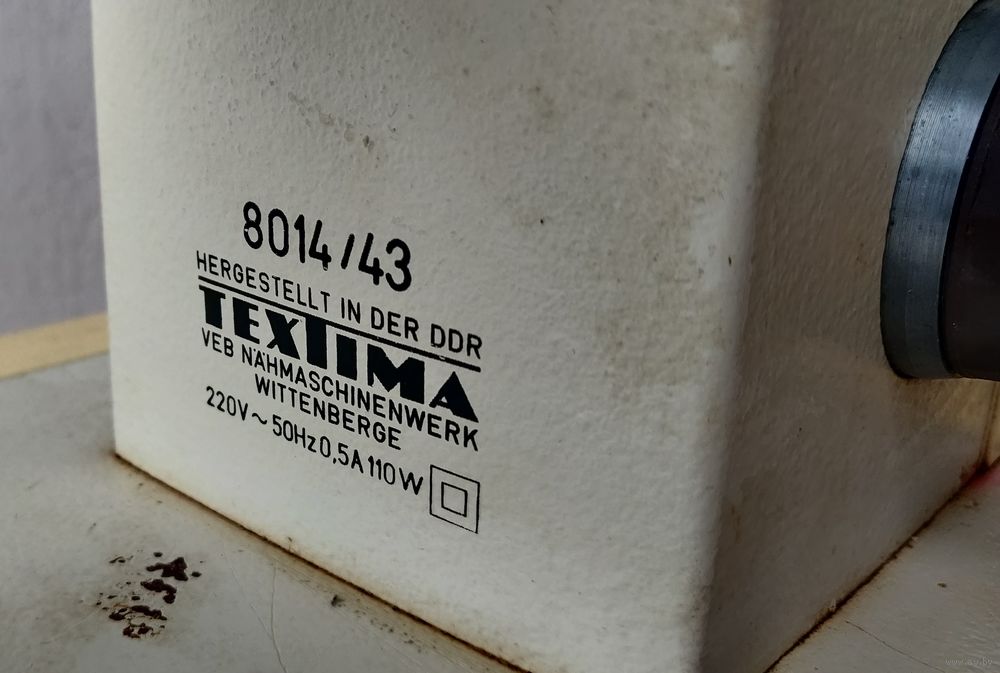 8014/43
HERGESTELLT IN DER DDR
TEXTIMA
VEB NÄHMASCHINENWERK
WITTENBERGE
220V ~ 50Hz 0,5A 110W